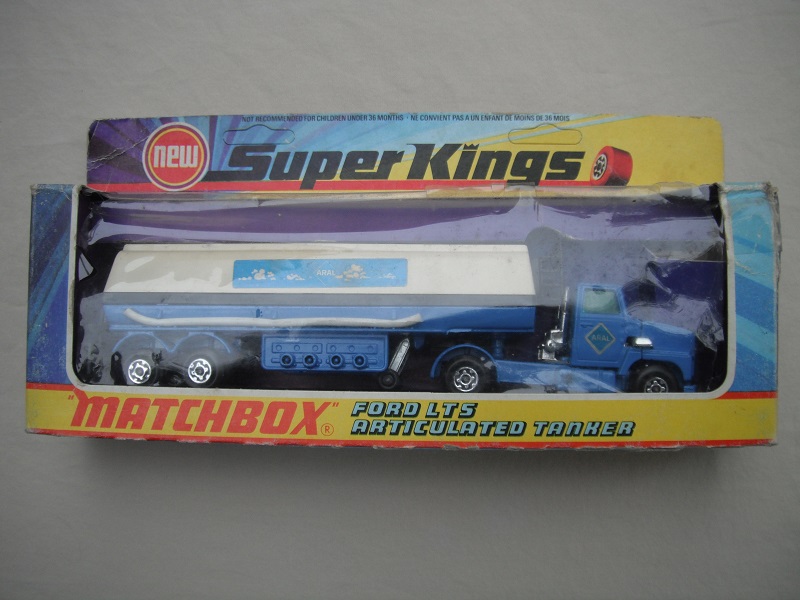 NOT RECOMMENDED FOR CHILDREN UNDER 36 MONTHS · NE CONVIENT PAS A UN ENFANT DE MOINS DE 36 MOIS
new
Super Kings
ARAL
ARAL
"MATCHBOX"®
FORD LTS
ARTICULATED TANKER